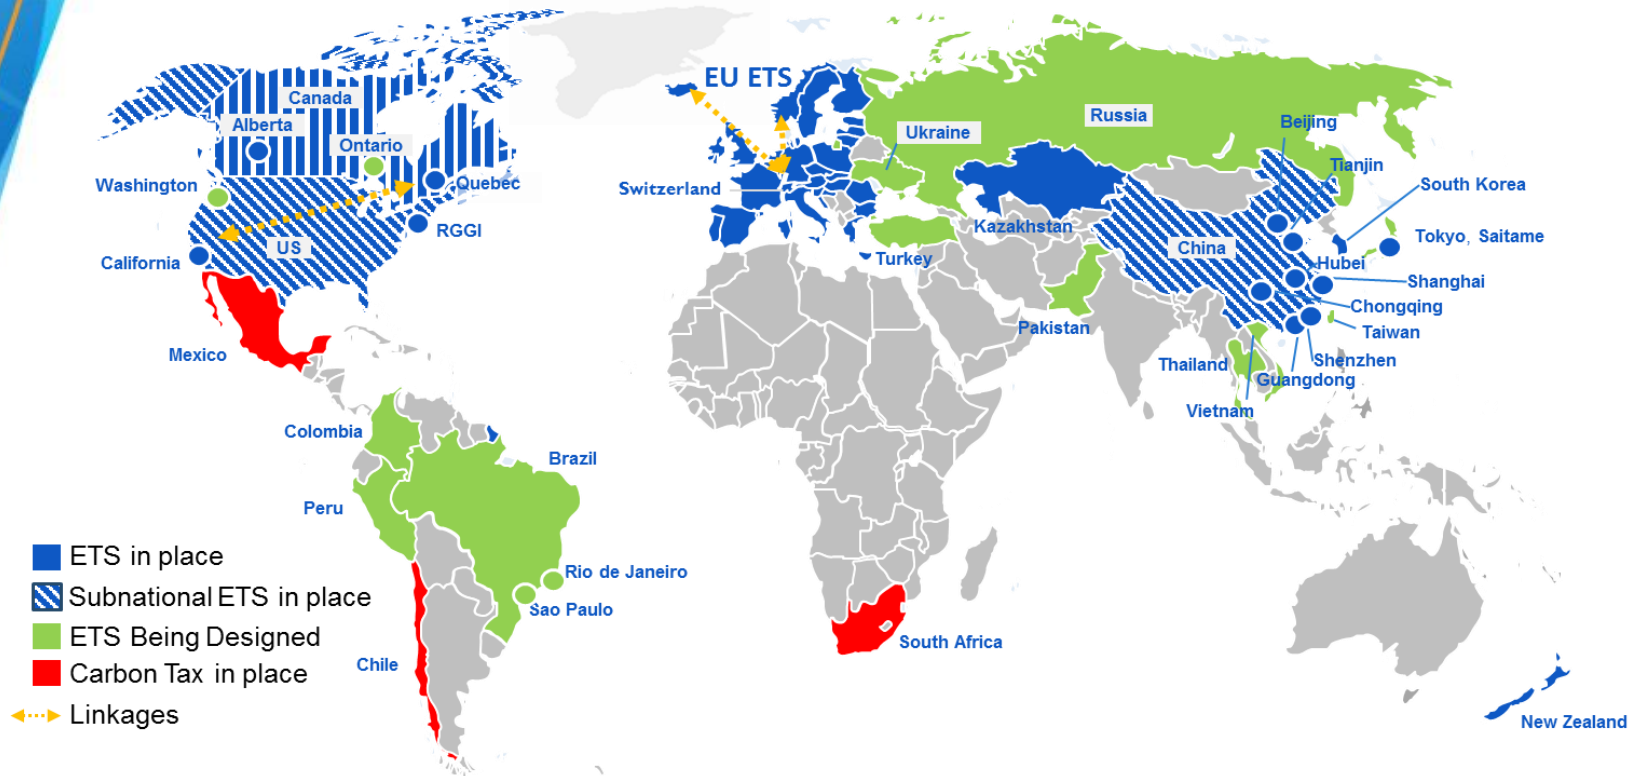 EU ETS
Canada
Alberta
Ontario
Washington
Quebec
RGGI
US
California
Mexico
Switzerland
Ukraine
Russia
Beijing
Tianjin
South Korea
Kazakhstan
China
Tokyo, Saitame
Turkey
Hubei
Shanghai
Chongqing
Pakistan
Taiwan
Thailand
Shenzhen
Guangdong
Vietnam
Colombia
Brazil
Peru
Rio de Janeiro
Sao Paulo
Chile
South Africa
New Zealand
ETS in place
Subnational ETS in place
ETS Being Designed
Carbon Tax in place
Linkages